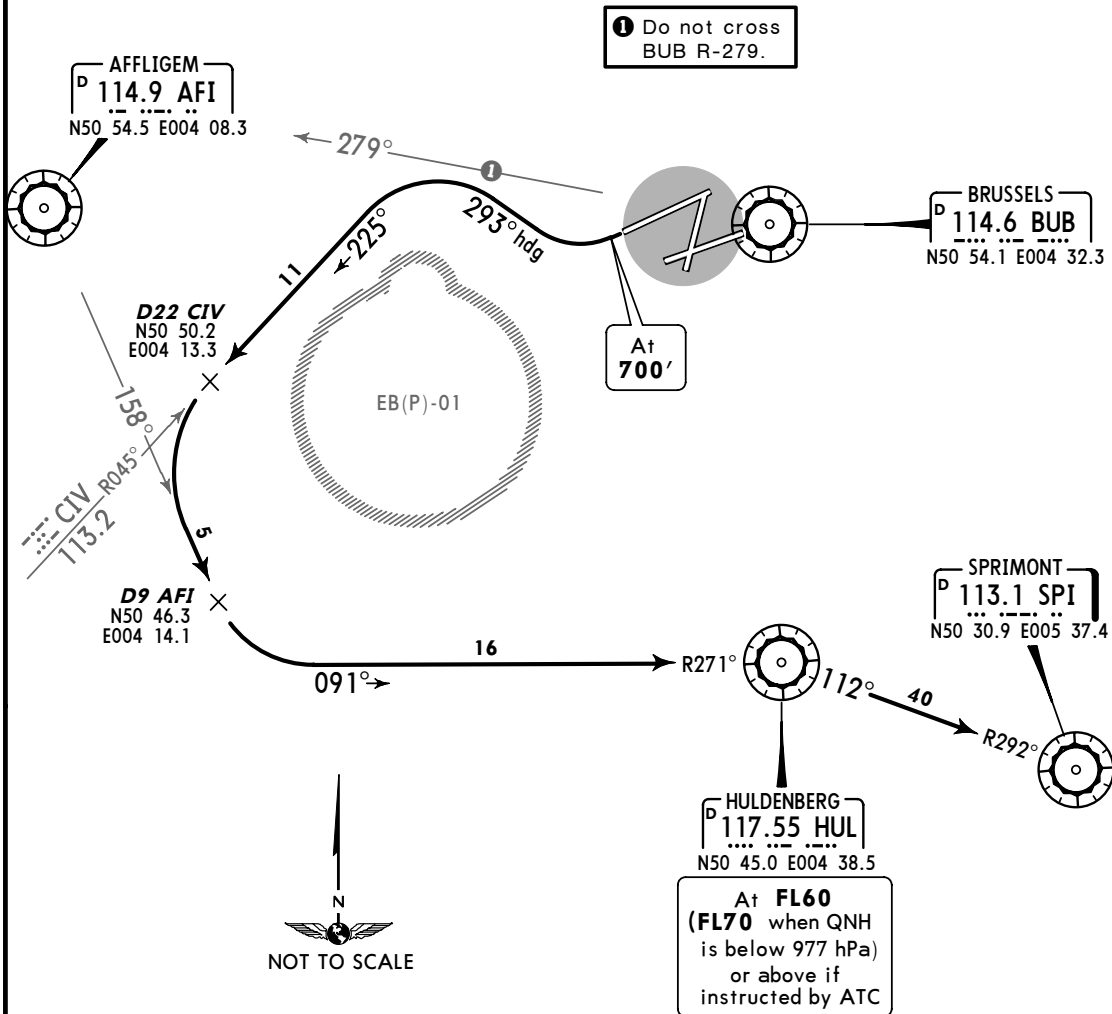 ❶ Do not cross
BUB R-279.
AFFLIGEM
D 114.9 AFI
N50 54.5 E004 08.3
279°
❶
293° hdg
225°
11
BRUSSELS
D 114.6 BUB
N50 54.1 E004 32.3
At
700'
D22 CIV
N50 50.2
E004 13.3
EB(P)-01
158°
CIV R045°
113.2
5
D9 AFI
N50 46.3
E004 14.1
16
091°
R271°
112°
40
R292°
SPRIMONT
D 113.1 SPI
N50 30.9 E005 37.4
HULDENBERG
D 117.55 HUL
N50 45.0 E004 38.5
At FL60
(FL70 when QNH
is below 977 hPa)
or above if
instructed by ATC
N
NOT TO SCALE